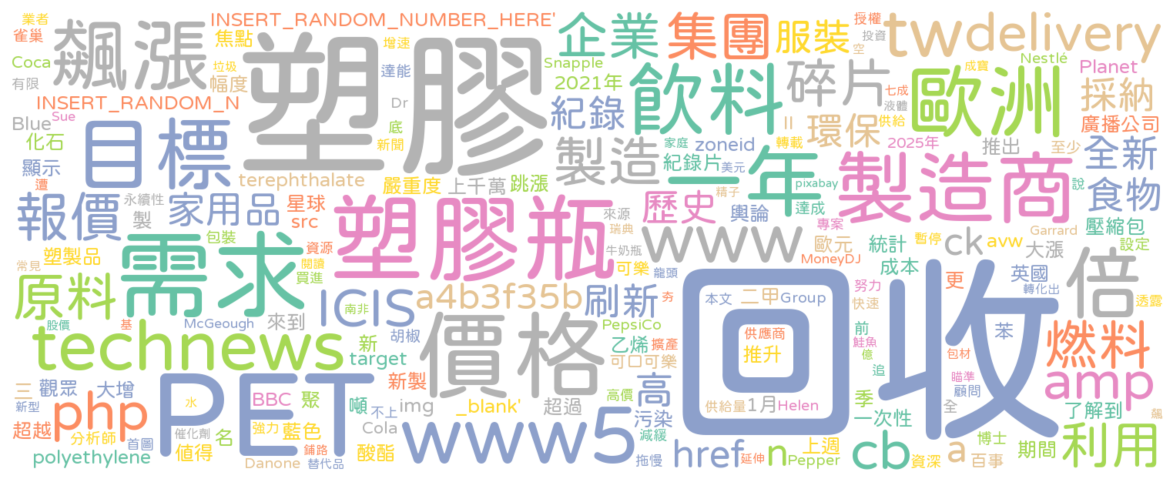 業者
雀巢
Coca
有限
INSERT_RANDOM_NUMBER_HERE'
焦點
垃圾
幅度
飆漲
INSERT_RANDOM_N
Sue
Blue
化石
目標
顯示
遭
增速
達能
Dr
底
新聞
塑膠
Snapple
2021年
紀錄
企業
集團
服裝
授權
投資
空
twdelivery
成寶
Nestlé
Planet
飲料
碎片
II
轉載
環保
供給
七成
液體
歐洲
採納
廣播公司
2025年
推出
至少
全新
食物
terephthalate
嚴重度
上千萬
跳漲
製造
家庭
zoneid
紀錄片
美元
一年
pixabay
精子
製造商
說
永續性
製
報價
家用品
星球
src
包裝
資源
塑製品
常見
閱讀
買進
需求
塑膠瓶
來源
瑞典
牛奶瓶
歷史
輿論
達成
專案
歐元
MoneyDJ
暫停
統計
成本
Garrard
avw
大漲
設定
壓縮包
www
ck
可樂
龍頭
努力
快速
更
英國
轉化出
透露
倍
原料
ICIS
a4b3f35b
刷新
夯
本文
二甲
Group
回收
供應商
推升
前
鮭魚
億
追
苯
包材
瞄準
顧問
燃料
股價
基
南非
McGeough
來到
胡椒
新
target
technews
價格
PepsiCo
乙烯
擴產
可口可樂
amp
三
觀眾
大增
新型
水
php
超越
分析師
首圖
polyethylene
PET
催化劑
名
值得
BBC
聚
強力
藍色
鋪路
Danone
替代品
噸
不上
Cola
酸酯
新製
img
_blank'
超過
www5
高價
高
污染
減緩
拖慢
供給量
1月
Helen
上週
href
延伸
n
Pepper
季
一次性
cb
資深
全
a
博士
百事
了解到
期間
利用